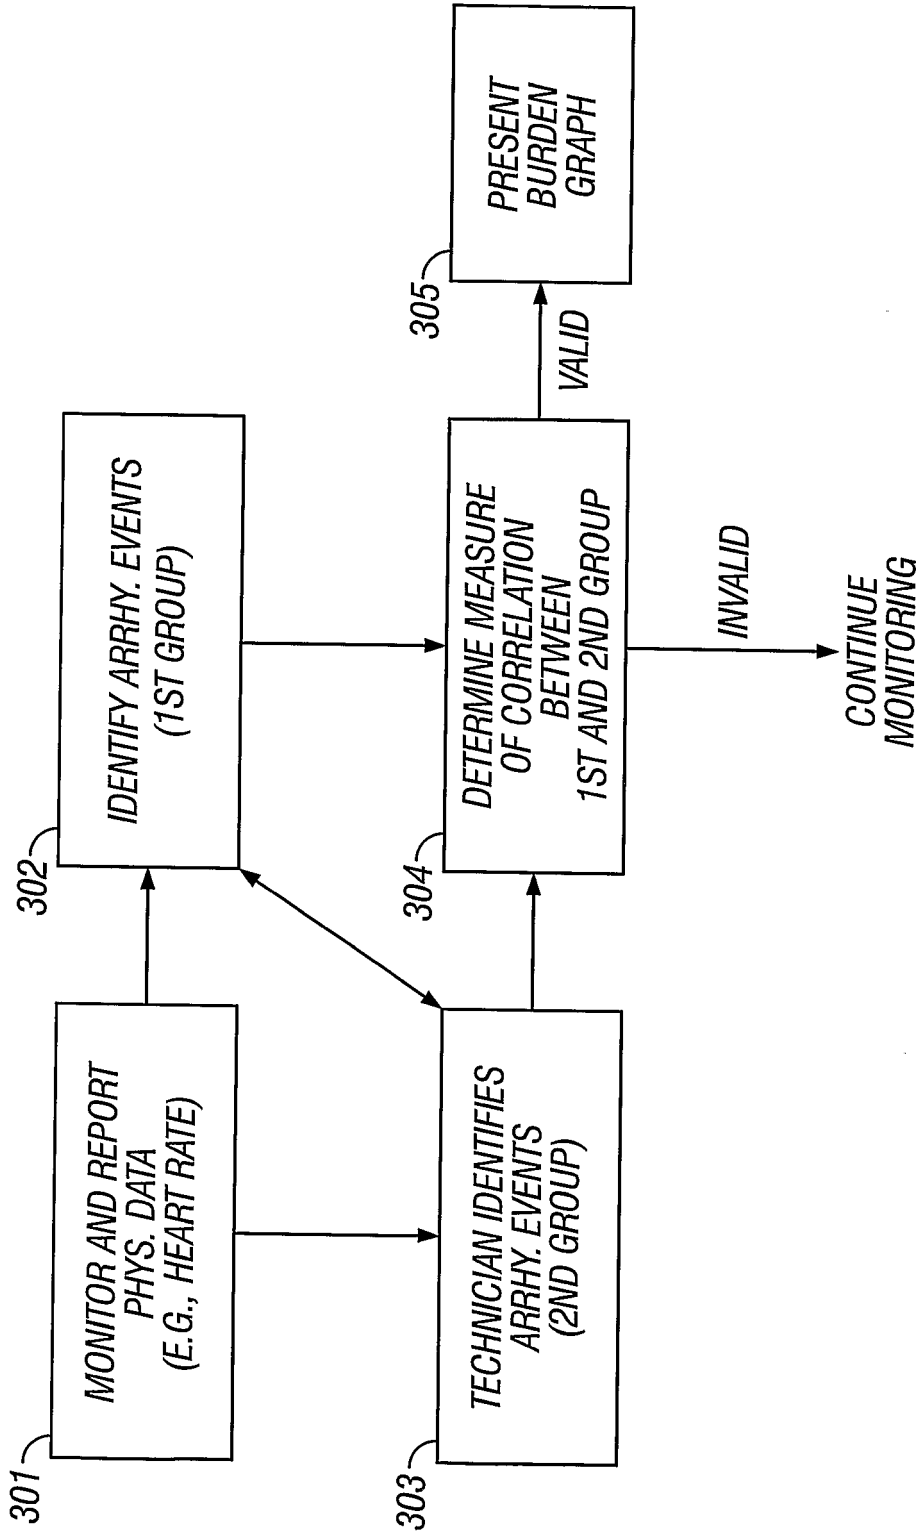 301
MONITOR AND REPORT
PHYS. DATA
(E.G., HEART RATE)
302
IDENTIFY ARRHY. EVENTS
(1ST GROUP)
303
TECHNICIAN IDENTIFIES
ARRHY. EVENTS
(2ND GROUP)
304
DETERMINE MEASURE
OF CORRELATION
BETWEEN
1ST AND 2ND GROUP
VALID
305
PRESENT
BURDEN
GRAPH
INVALID
CONTINUE
MONITORING